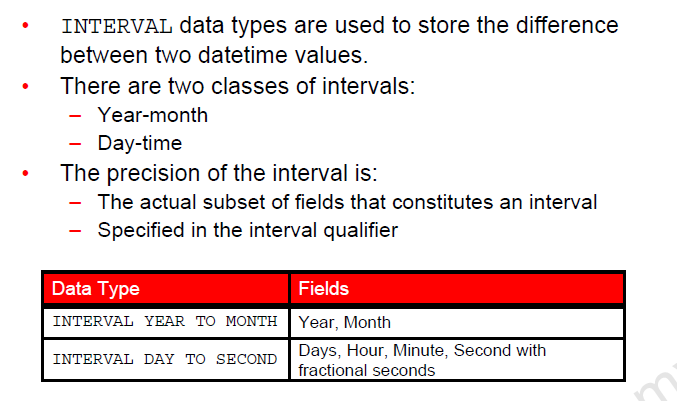 • INTERVAL data types are used to store the difference
between two datetime values.
• There are two classes of intervals:
– Year-month
– Day-time
• The precision of the interval is:
– The actual subset of fields that constitutes an interval
– Specified in the interval qualifier
Data Type Fields
INTERVAL YEAR TO MONTH Year, Month
INTERVAL DAY TO SECOND Days, Hour, Minute, Second with
fractional seconds